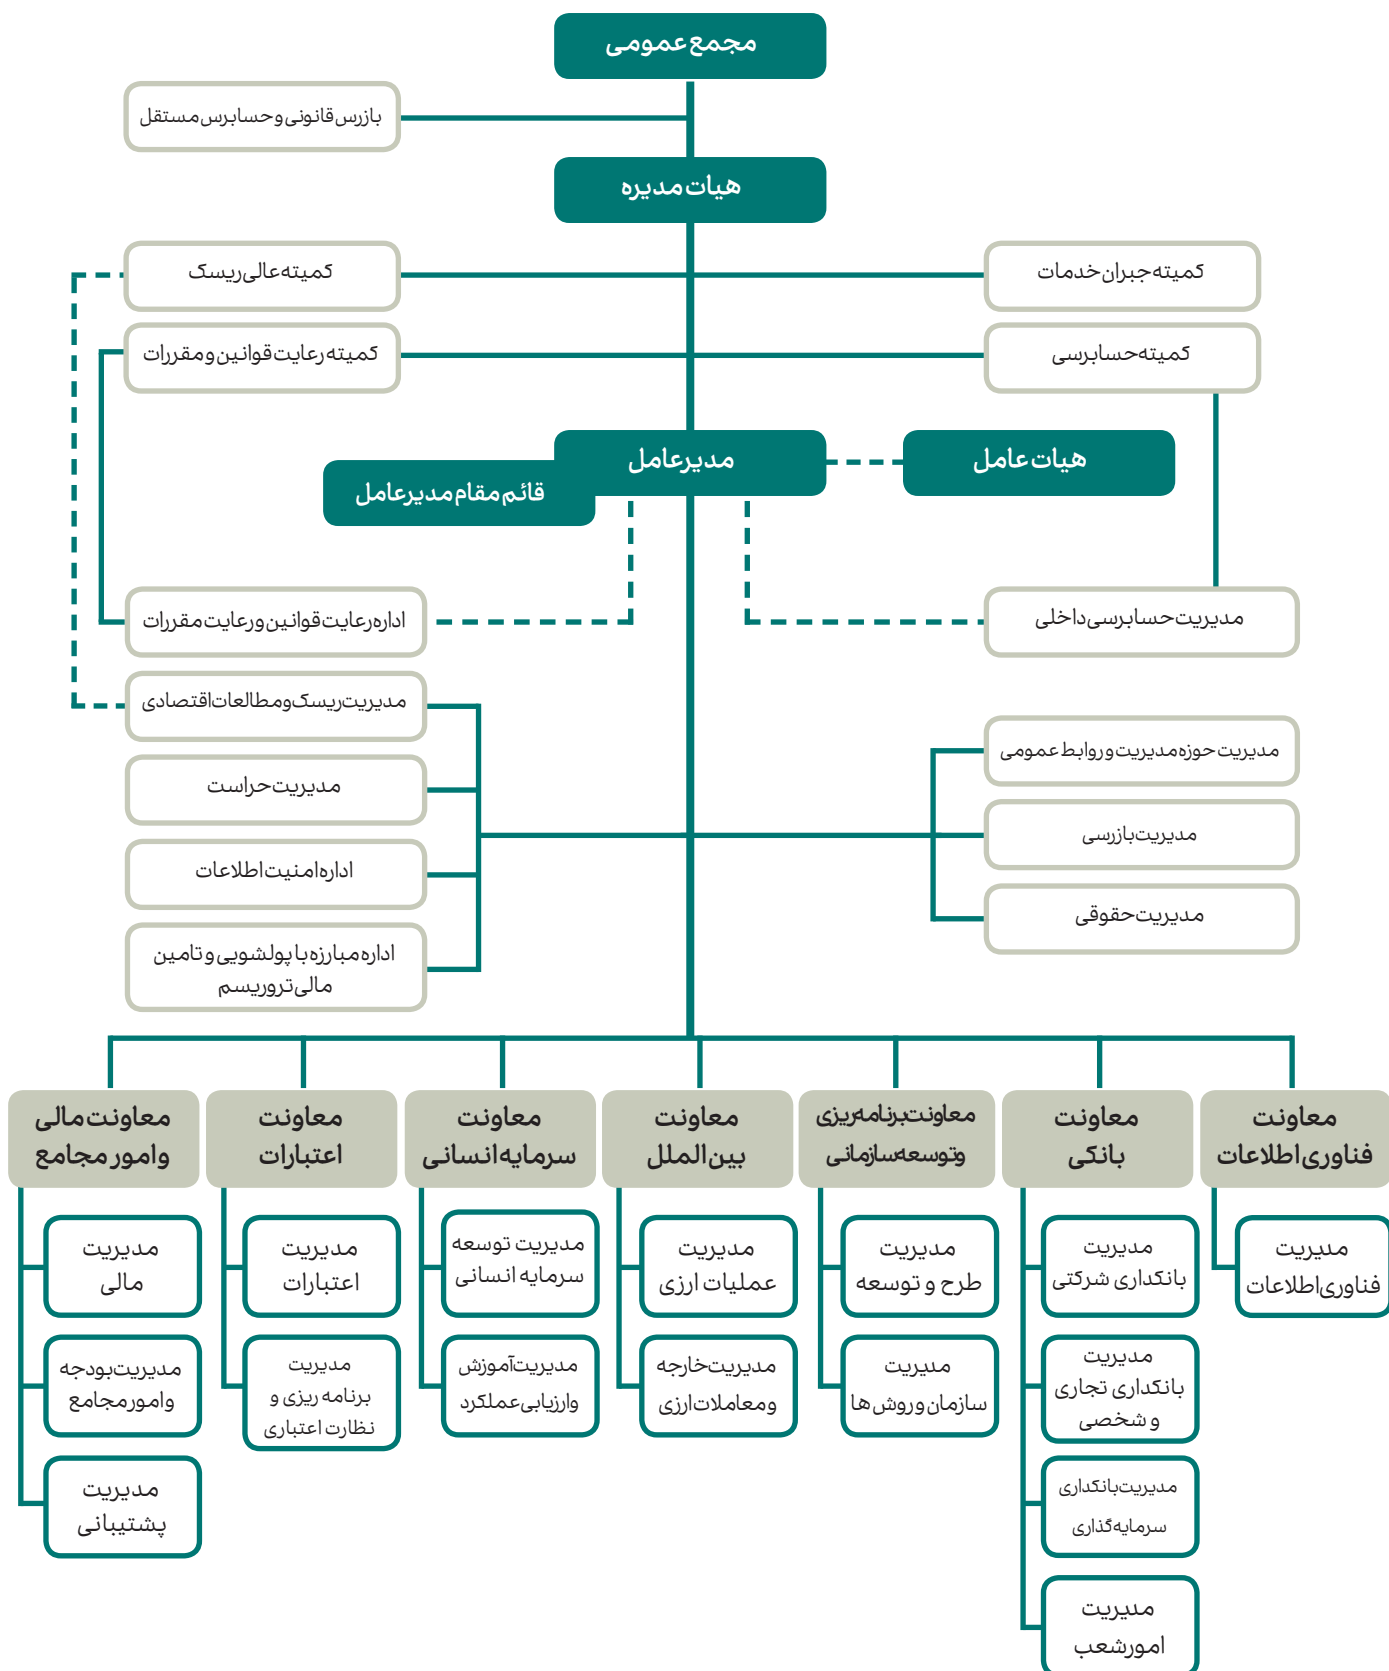 مجمع عمومی
بازرس قانونی و حسابرس مستقل
هیات مدیره
کمیته جبران خدمات
کمیته عالی ریسک
کمیته حسابرسی
کمیته رعایت قوانین و مقررات
هیات عامل
مدیرعامل
قائم مقام مدیرعامل
مدیریت حسابرسی داخلی
اداره رعایت قوانین و رعایت مقررات
مدیریت ریسک و مطالعات اقتصادی
مدیریت حراست
اداره امنیت اطلاعات
اداره مبارزه با پولشویی و تامین
مالی تروریسم
مدیریت حوزه مدیریت و روابط عمومی
مدیریت بازرسی
مدیریت حقوقی
معاونت
فناوری اطلاعات
مدیریت
فناوری اطلاعات
معاونت
بانکی
مدیریت
بانکداری شرکتی
مدیریت
بانکداری تجاری
و شخصی
مدیریت بانکداری
سرمایه گذاری
مدیریت
امور شعب
معاونت برنامه ریزی
و توسعه سازمانی
مدیریت
طرح و توسعه
مدیریت
سازمان و روش ها
معاونت
بین الملل
مدیریت
عملیات ارزی
مدیریت خارجه
و معاملات ارزی
معاونت
سرمایه انسانی
مدیریت توسعه
سرمایه انسانی
مدیریت آموزش
و ارزیابی عملکرد
معاونت
اعتبارات
مدیریت
اعتبارات
مدیریت
برنامه ریزی و
نظارت اعتباری
معاونت مالی
و امور مجامع
مدیریت
مالی
مدیریت بودجه
و امور مجامع
مدیریت
پشتیبانی